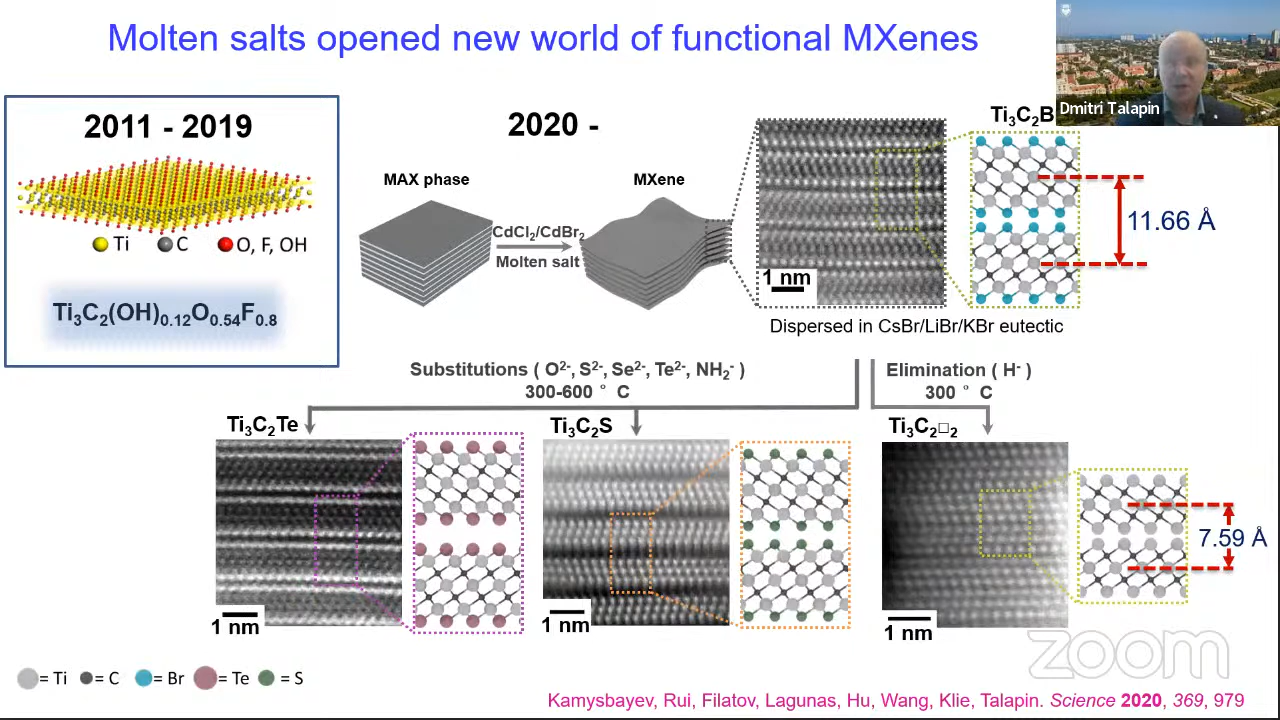 Molten salts opened new world of functional MXenes
Dmitri Talapin
2011 - 2019
Ti
C
O, F, OH
Ti₃C₂(OH)₀.₁₂O₀.₅₄F₀.₈
2020 -
MAX phase
CdCl₂/CdBr₂
Molten salt
MXene
1 nm
Ti₃C₂B
11.66 Å
Dispersed in CsBr/LiBr/KBr eutectic
Substitutions ( O²⁻, S²⁻, Se²⁻, Te²⁻, NH₂⁻ )
300-600 ° C
Elimination ( H⁻ )
300 ° C
Ti₃C₂Te
1 nm
Ti₃C₂S
1 nm
Ti₃C₂□₂
1 nm
7.59 Å
zoom
= Ti = C = Br = Te = S
Kamysbayev, Rui, Filatov, Lagunas, Hu, Wang, Klie, Talapin. Science 2020, 369, 979